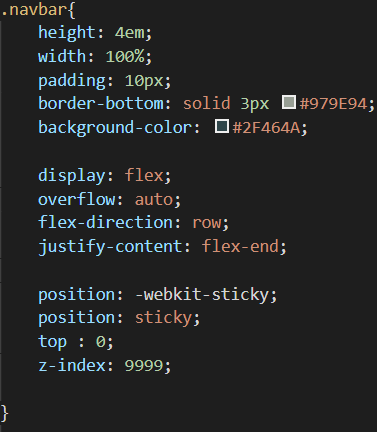 .navbar{
    height: 4em;
    width: 100%;
    padding: 10px;
    border-bottom: solid 3px #979E94;
    background-color: #2F464A;

    display: flex;
    overflow: auto;
    flex-direction: row;
    justify-content: flex-end;

    position: -webkit-sticky;
    position: sticky;
    top : 0;
    z-index: 9999;

}